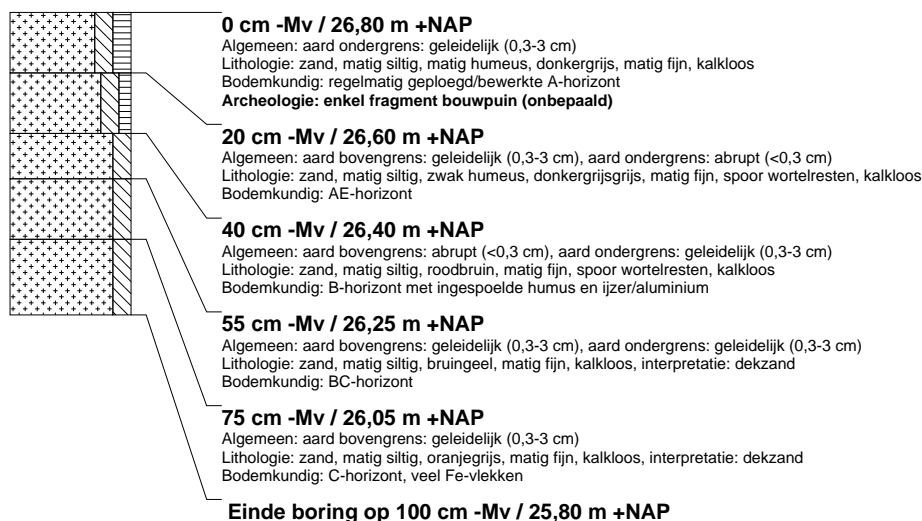 0 cm -Mv / 26,80 m +NAP
Algemeen: aard ondergrens: geleidelijk (0,3-3 cm)
Lithologie: zand, matig siltig, matig humeus, donkergrijs, matig fijn, kalkloos
Bodemkundig: regelmatig geploegd/bewerkte A-horizont
Archeologie: enkel fragment bouwpuin (onbepaald)
20 cm -Mv / 26,60 m +NAP
Algemeen: aard bovengrens: geleidelijk (0,3-3 cm), aard ondergrens: abrupt (<0,3 cm)
Lithologie: zand, matig siltig, zwak humeus, donkergrijsgrijs, matig fijn, spoor wortelresten, kalkloos
Bodemkundig: AE-horizont
40 cm -Mv / 26,40 m +NAP
Algemeen: aard bovengrens: abrupt (<0,3 cm), aard ondergrens: geleidelijk (0,3-3 cm)
Lithologie: zand, matig siltig, roodbruin, matig fijn, spoor wortelresten, kalkloos
Bodemkundig: B-horizont met ingespoelde humus en ijzer/aluminium
55 cm -Mv / 26,25 m +NAP
Algemeen: aard bovengrens: geleidelijk (0,3-3 cm), aard ondergrens: geleidelijk (0,3-3 cm)
Lithologie: zand, matig siltig, bruingeel, matig fijn, kalkloos, interpretatie: dekzand
Bodemkundig: BC-horizont
75 cm -Mv / 26,05 m +NAP
Algemeen: aard bovengrens: geleidelijk (0,3-3 cm)
Lithologie: zand, matig siltig, oranjegrijs, matig fijn, kalkloos, interpretatie: dekzand
Bodemkundig: C-horizont, veel Fe-vlekken
Einde boring op 100 cm -Mv / 25,80 m +NAP